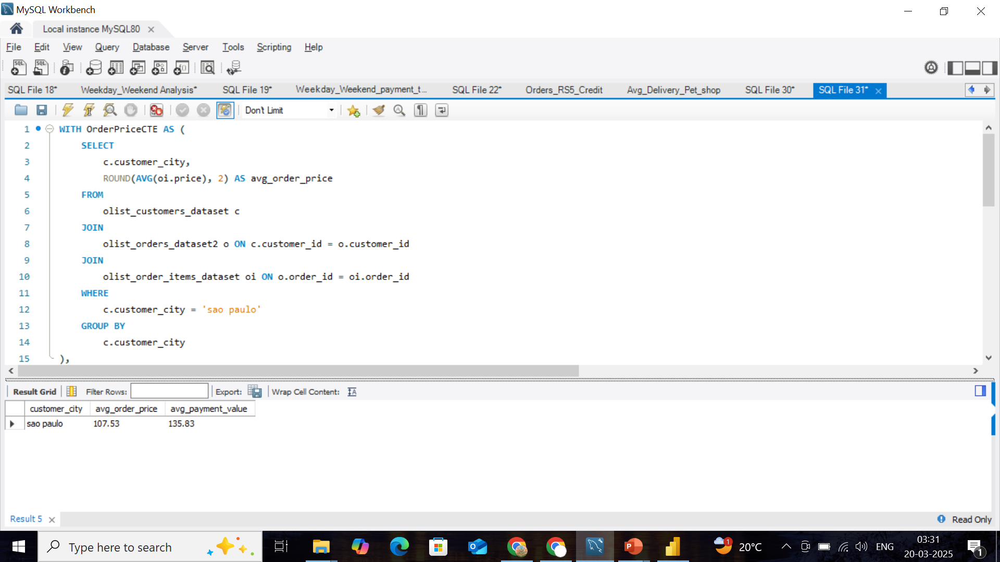 MySQL Workbench
Local instance MySQL80
File Edit View Query Database Server Tools Scripting Help
SQL File 18* Weekday_Weekend Analysis* SQL File 19* Weekday_Weekend_payment_t... SQL File 22* Orders_RS5_Credit Avg_Delivery_Pet_shop SQL File 30* SQL File 31*
Don't Limit
1 WITH OrderPriceCTE AS (
2 SELECT
3 c.customer_city,
4 ROUND(AVG(oi.price), 2) AS avg_order_price
5 FROM
6 olist_customers_dataset c
7 JOIN
8 olist_orders_dataset2 o ON c.customer_id = o.customer_id
9 JOIN
10 olist_order_items_dataset oi ON o.order_id = oi.order_id
11 WHERE
12 c.customer_city = 'sao paulo'
13 GROUP BY
14 c.customer_city
15 ),
Result Grid Filter Rows: Export: Wrap Cell Content:
customer_city avg_order_price avg_payment_value
sao paulo 107.53 135.83
Result 5 Read Only
Type here to search 1 20°C ENG 03:31
20-03-2025 1